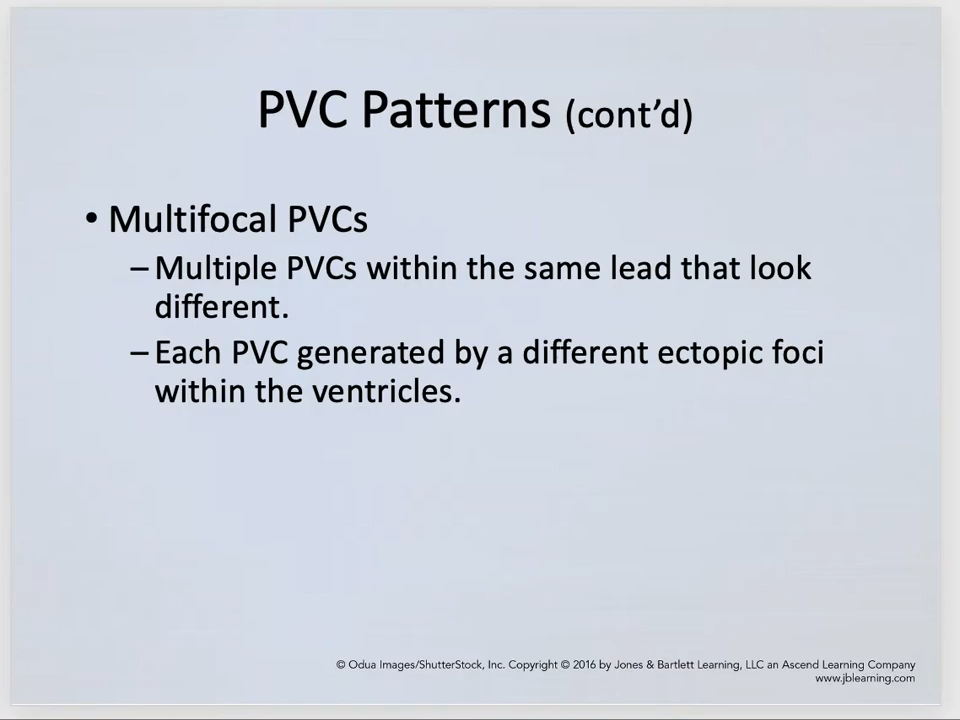 PVC Patterns (cont’d)
• Multifocal PVCs
– Multiple PVCs within the same lead that look
different.
– Each PVC generated by a different ectopic foci
within the ventricles.
© Odua Images/ShutterStock, Inc. Copyright © 2016 by Jones & Bartlett Learning, LLC an Ascend Learning Company
www.jblearning.com